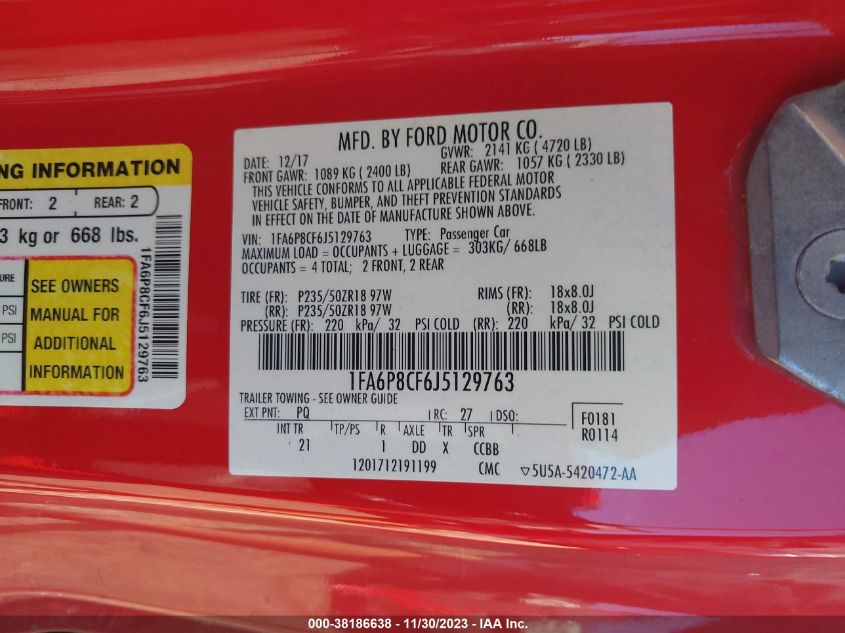 NG INFORMATION
FRONT: 2 REAR: 2
3 kg or 668 lbs.
SURE
PSI
PSI
SEE OWNERS
MANUAL FOR
ADDITIONAL
INFORMATION
1FA6P8CF6J5129763
MFD. BY FORD MOTOR CO.
DATE: 12/17 GVWR: 2141 KG ( 4720 LB)
FRONT GAWR: 1089 KG ( 2400 LB) REAR GAWR: 1057 KG ( 2330 LB)
THIS VEHICLE CONFORMS TO ALL APPLICABLE FEDERAL MOTOR
VEHICLE SAFETY, BUMPER, AND THEFT PREVENTION STANDARDS
IN EFFECT ON THE DATE OF MANUFACTURE SHOWN ABOVE.
VIN: 1FA6P8CF6J5129763 TYPE: Passenger Car
MAXIMUM LOAD = OCCUPANTS + LUGGAGE = 303KG/ 668LB
OCCUPANTS = 4 TOTAL; 2 FRONT, 2 REAR
TIRE (FR): P235/50ZR18 97W RIMS (FR): 18x8.0J
(RR): P235/50ZR18 97W (RR): 18x8.0J
PRESSURE (FR): 220 kPa/ 32 PSI COLD (RR): 220 kPa/ 32 PSI COLD
1FA6P8CF6J5129763
TRAILER TOWING - SEE OWNER GUIDE
EXT PNT: PQ RC: 27 DSO:
INT TR TP/PS R AXLE TR SPR
21 1 DD X CCBB
F0181
R0114
1201712191199 CMC 5U5A-5420472-AA
000-38186638 - 11/30/2023 - IAA Inc.